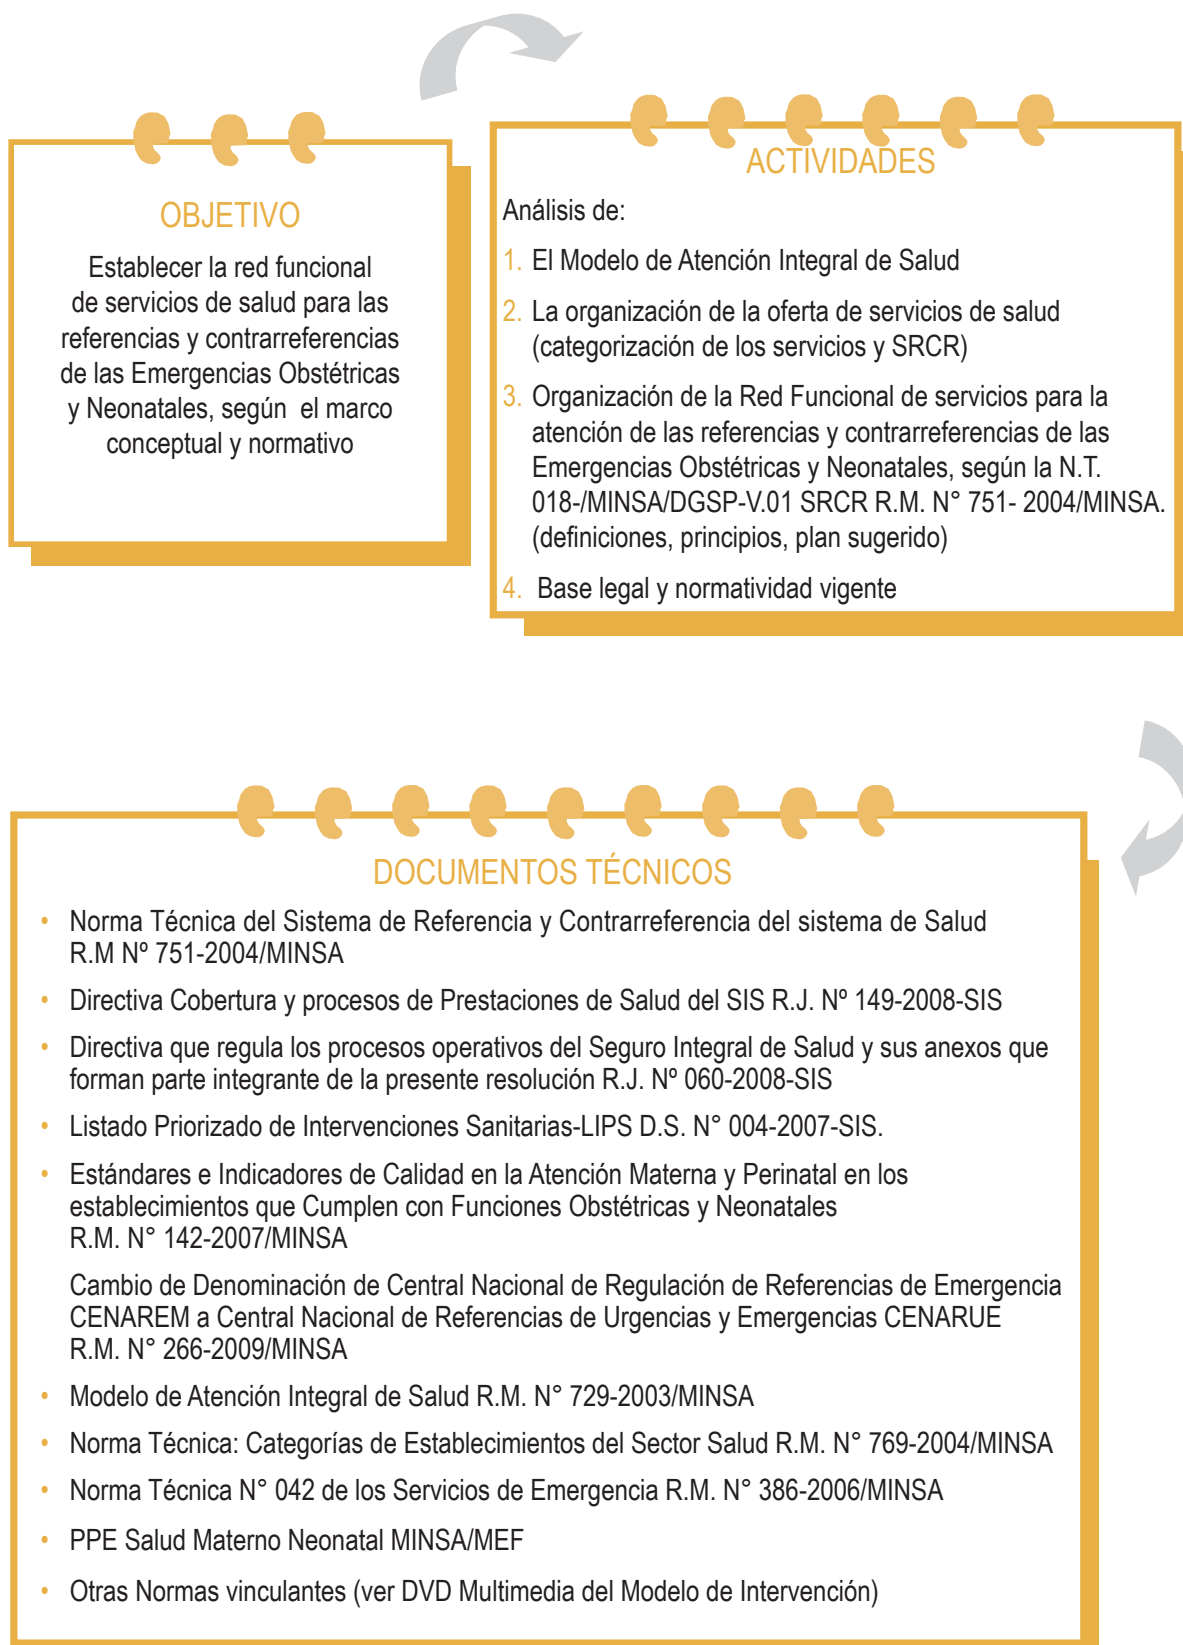 OBJETIVO
Establecer la red funcional
de servicios de salud para las
referencias y contrarreferencias
de las Emergencias Obstétricas
y Neonatales, según el marco
conceptual y normativo
ACTIVIDADES
Análisis de:
1. El Modelo de Atención Integral de Salud
2. La organización de la oferta de servicios de salud
(categorización de los servicios y SRCR)
3. Organización de la Red Funcional de servicios para la
atención de las referencias y contrarreferencias de las
Emergencias Obstétricas y Neonatales, según la N.T.
018-/MINSA/DGSP-V.01 SRCR R.M. N° 751- 2004/MINSA.
(definiciones, principios, plan sugerido)
4. Base legal y normatividad vigente
DOCUMENTOS TÉCNICOS
• Norma Técnica del Sistema de Referencia y Contrarreferencia del sistema de Salud
R.M Nº 751-2004/MINSA
• Directiva Cobertura y procesos de Prestaciones de Salud del SIS R.J. Nº 149-2008-SIS
• Directiva que regula los procesos operativos del Seguro Integral de Salud y sus anexos que
forman parte integrante de la presente resolución R.J. Nº 060-2008-SIS
• Listado Priorizado de Intervenciones Sanitarias-LIPS D.S. N° 004-2007-SIS.
• Estándares e Indicadores de Calidad en la Atención Materna y Perinatal en los
establecimientos que Cumplen con Funciones Obstétricas y Neonatales
R.M. N° 142-2007/MINSA
Cambio de Denominación de Central Nacional de Regulación de Referencias de Emergencia
CENAREM a Central Nacional de Referencias de Urgencias y Emergencias CENARUE
R.M. N° 266-2009/MINSA
• Modelo de Atención Integral de Salud R.M. N° 729-2003/MINSA
• Norma Técnica: Categorías de Establecimientos del Sector Salud R.M. N° 769-2004/MINSA
• Norma Técnica N° 042 de los Servicios de Emergencia R.M. N° 386-2006/MINSA
• PPE Salud Materno Neonatal MINSA/MEF
• Otras Normas vinculantes (ver DVD Multimedia del Modelo de Intervención)